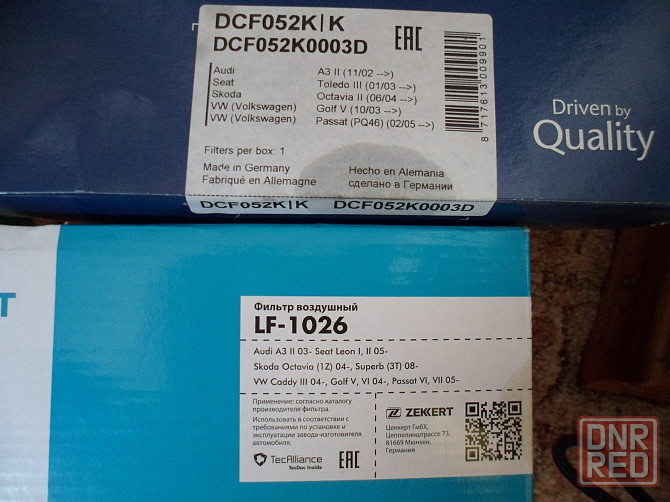 DCF052K|K
DCF052K0003D
EAC
Audi A3 II (11/02 -->)
Seat Toledo III (01/03 -->)
Skoda Octavia II (06/04 -->)
VW (Volkswagen) Golf V (10/03 -->)
VW (Volkswagen) Passat (PQ46) (02/05 -->)
Filters per box: 1
Made in Germany Hecho en Alemania
Fabriqué en Allemagne сделано в Германии
8 717613 009901
Driven by
Quality
DCF052K|K DCF052K0003D
T
Фильтр воздушный
LF-1026
Audi A3 II 03- Seat Leon I, II 05-
Skoda Octavia (1Z) 04-, Superb (3T) 08-
VW Caddy III 04-, Golf V, VI 04-, Passat VI, VII 05-
Применение: согласно каталогу
производителя фильтра.
Использовать в соответствии с
требованиями по установке и
эксплуатации завода-изготовителя
автомобиля.
TecAlliance
TecDoc Inside
EAC
Z ZEKKERT
Цеккерт ГмбХ,
Цеппелинштрассе 73,
81669 Мюнхен,
Германия
DNR
RED